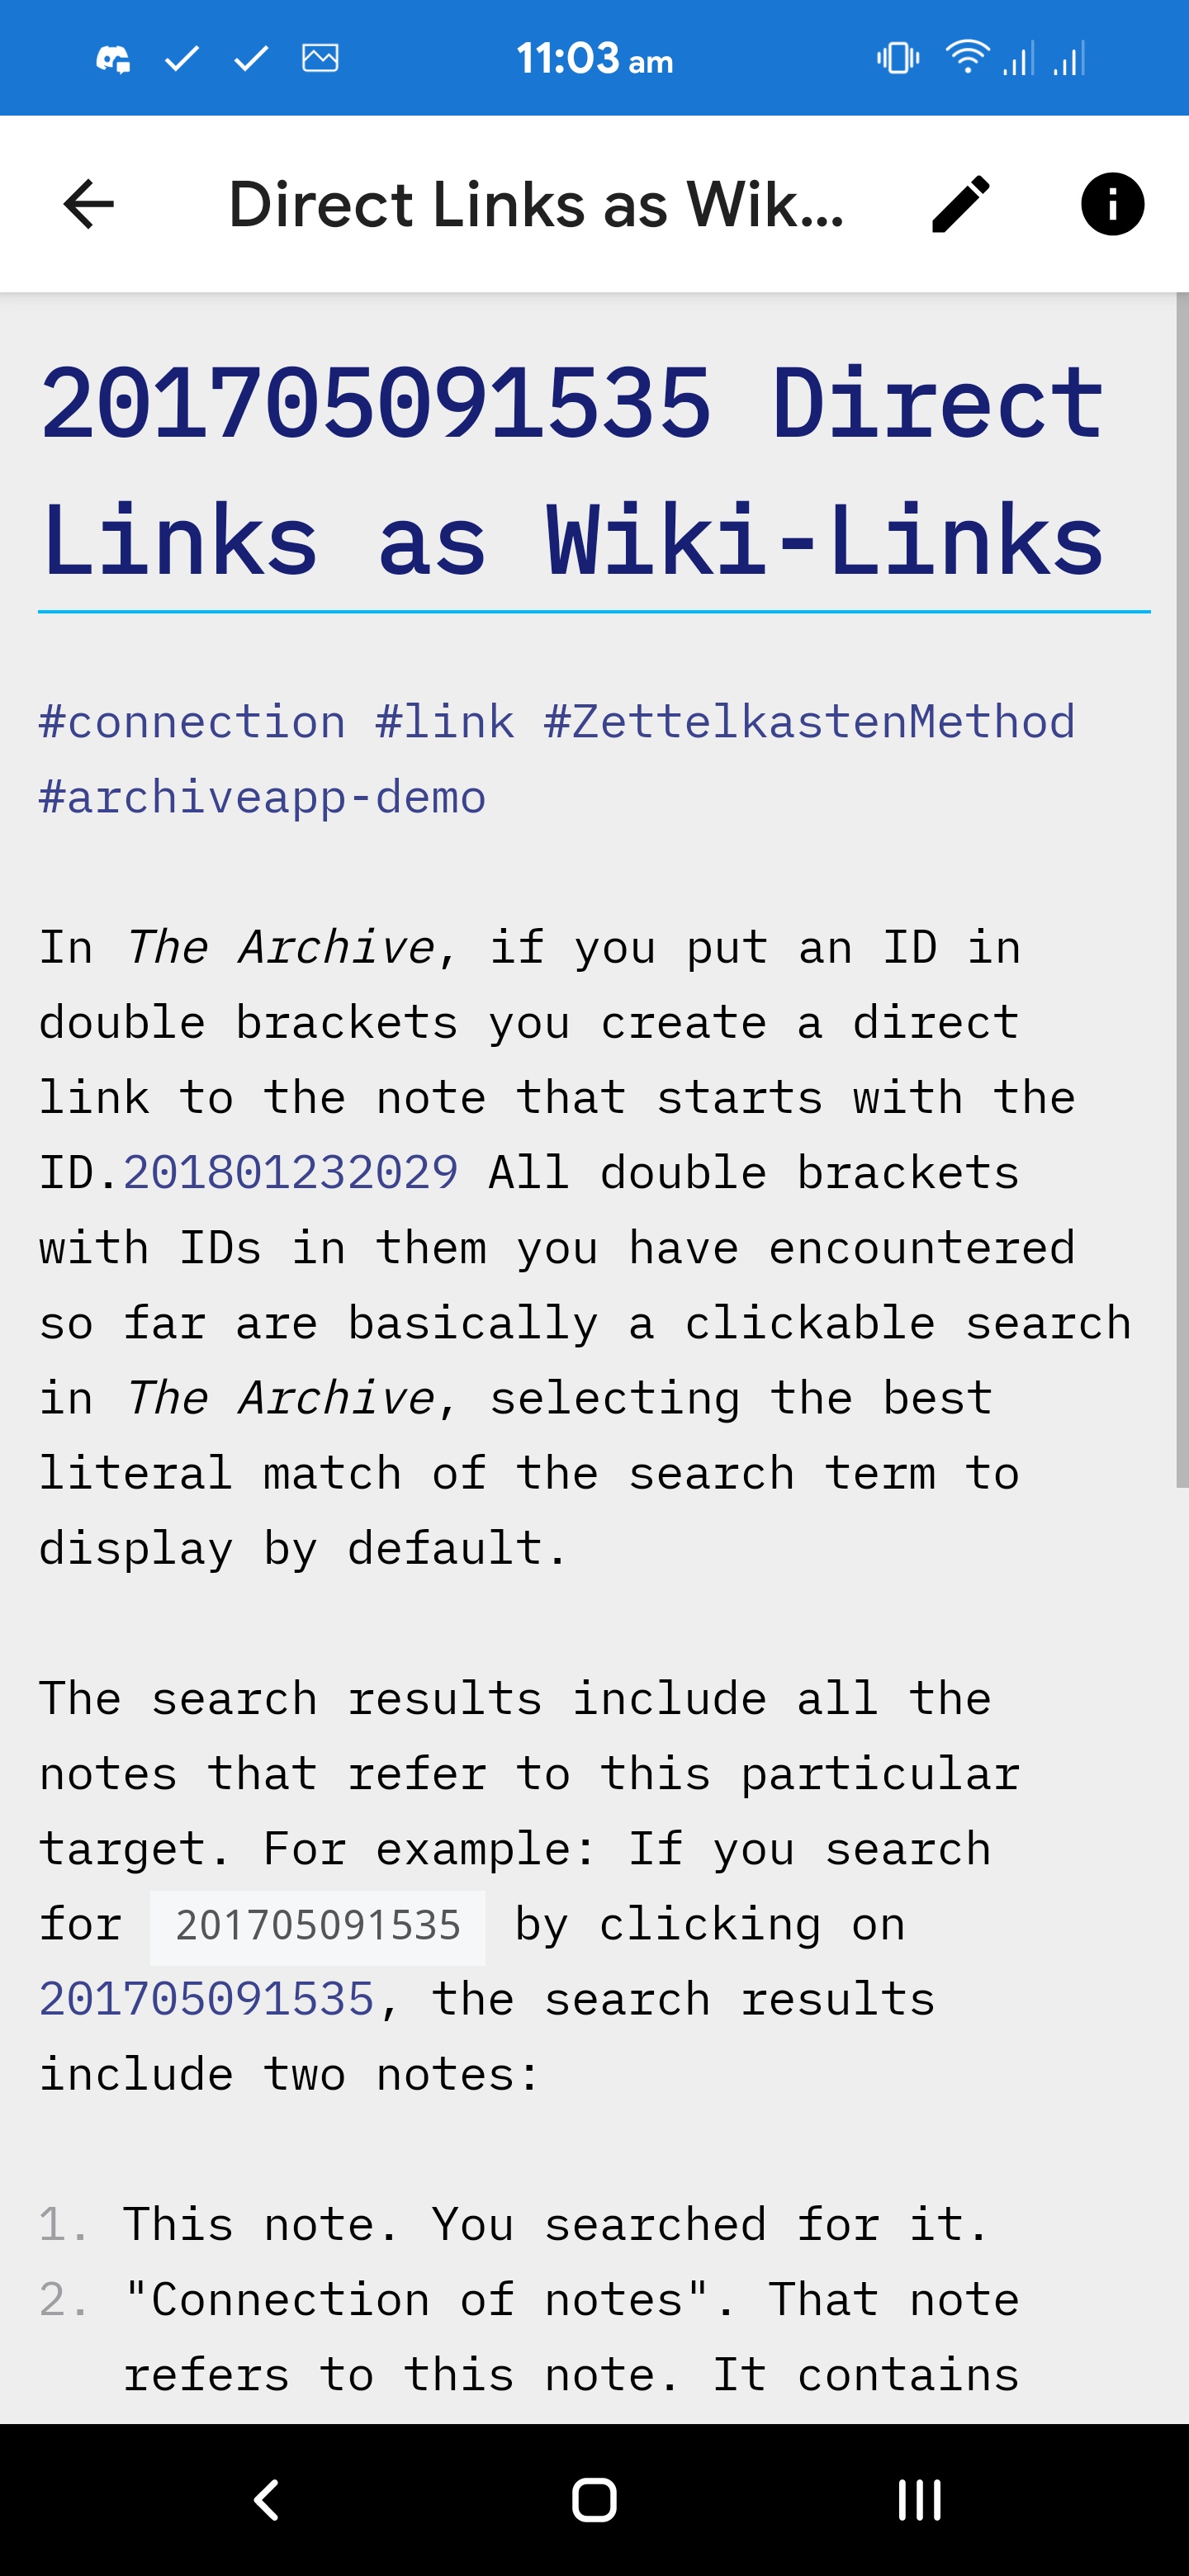 11:03 am
Direct Links as Wik...
201705091535 Direct
Links as Wiki-Links
#connection #link #ZettelkastenMethod
#archiveapp-demo
In The Archive, if you put an ID in
double brackets you create a direct
link to the note that starts with the
ID.201801232029 All double brackets
with IDs in them you have encountered
so far are basically a clickable search
in The Archive, selecting the best
literal match of the search term to
display by default.
The search results include all the
notes that refer to this particular
target. For example: If you search
for 201705091535 by clicking on
201705091535, the search results
include two notes:
1. This note. You searched for it.
2. "Connection of notes". That note
refers to this note. It contains